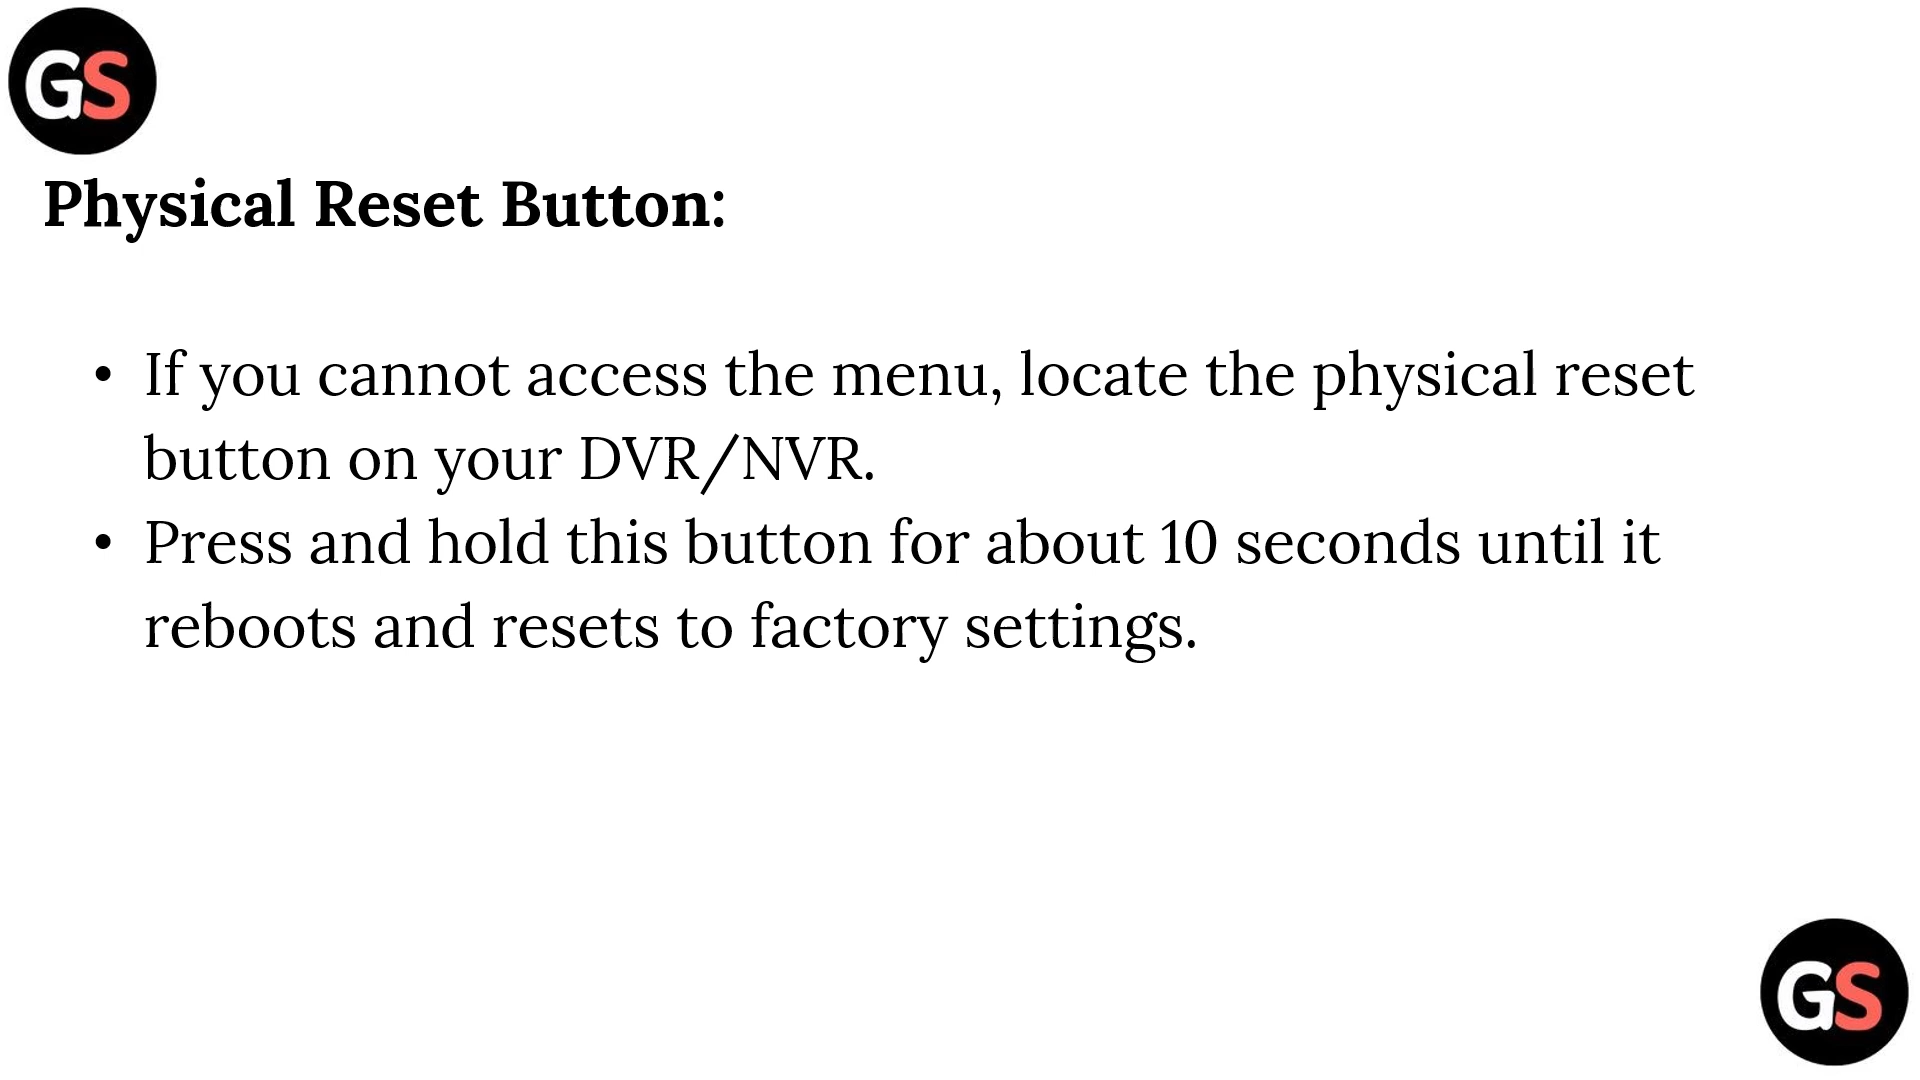 GS
Physical Reset Button:
• If you cannot access the menu, locate the physical reset
button on your DVR/NVR.
• Press and hold this button for about 10 seconds until it
reboots and resets to factory settings.
GS